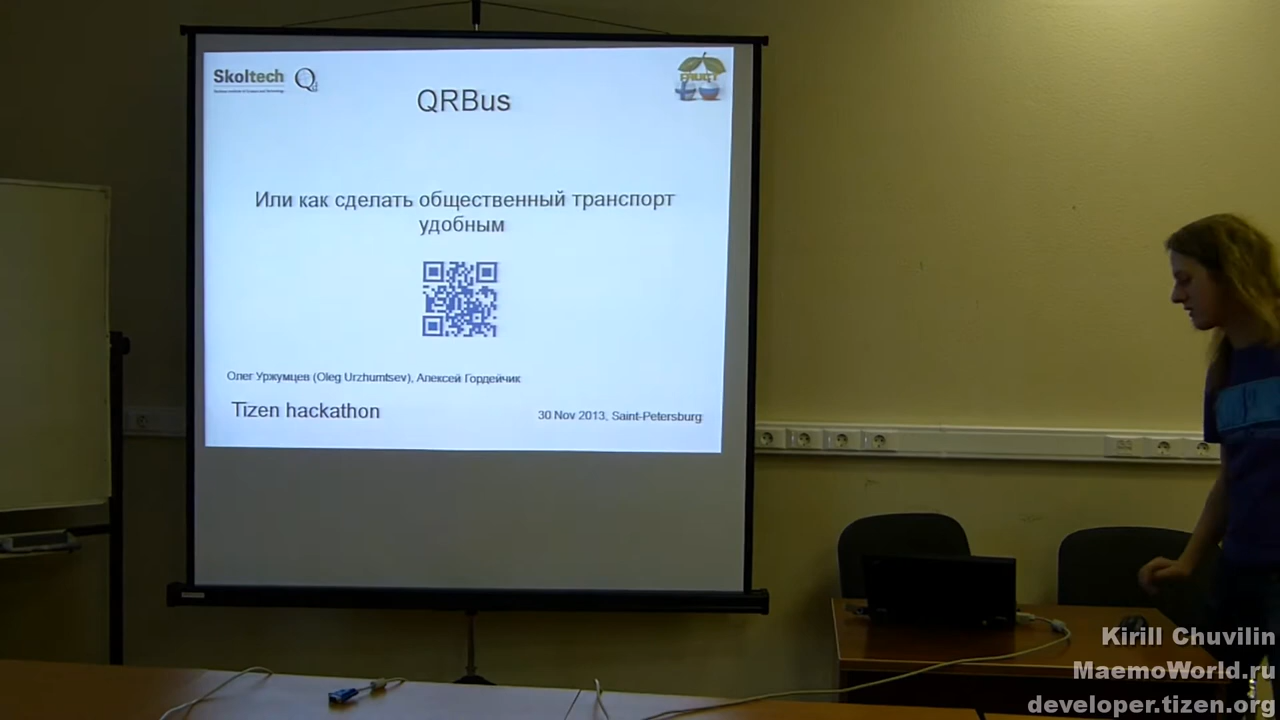 Skoltech
FRUCT
QRBus
Или как сделать общественный транспорт
удобным
Олег Уржумцев (Oleg Urzhumtsev), Алексей Гордейчик
Tizen hackathon
30 Nov 2013, Saint-Petersburg
Kirill Chuvilin
MaemoWorld.ru
developer.tizen.org